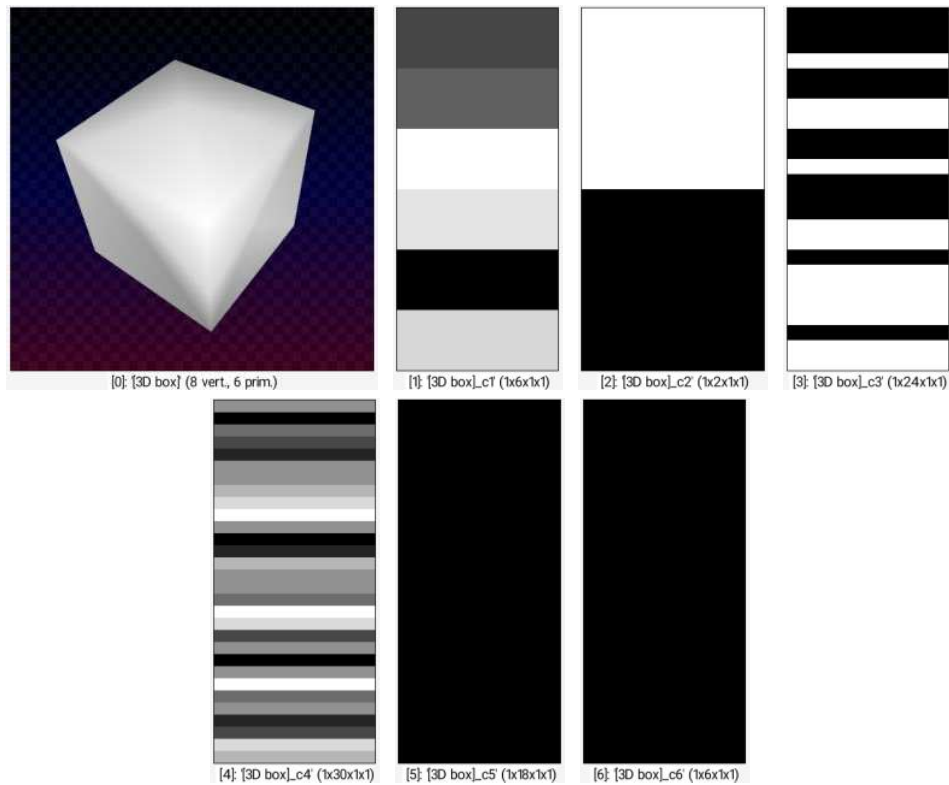 [0]: '[3D box]' (8 vert., 6 prim.)
[1]: '[3D box]_c1' (1x6x1x1)
[2]: '[3D box]_c2' (1x2x1x1)
[3]: '[3D box]_c3' (1x24x1x1)
[4]: '[3D box]_c4' (1x30x1x1)
[5]: '[3D box]_c5' (1x18x1x1)
[6]: '[3D box]_c6' (1x6x1x1)